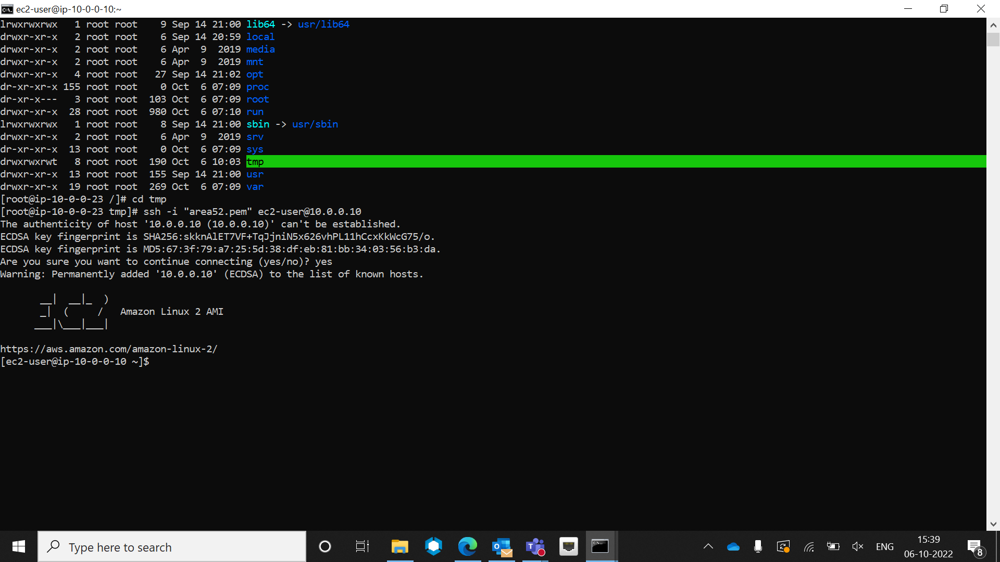 ec2-user@ip-10-0-0-10:~
lrwxrwxrwx   1 root root    9 Sep 14 21:00 lib64 -> usr/lib64
drwxr-xr-x   2 root root    6 Sep 14 20:59 local
drwxr-xr-x   2 root root    6 Apr  9  2019 media
drwxr-xr-x   2 root root    6 Apr  9  2019 mnt
drwxr-xr-x   4 root root   27 Sep 14 21:02 opt
dr-xr-xr-x 155 root root    0 Oct  6 07:09 proc
dr-xr-x---   3 root root  103 Oct  6 07:09 root
drwxr-xr-x  28 root root  980 Oct  6 07:10 run
lrwxrwxrwx   1 root root    8 Sep 14 21:00 sbin -> usr/sbin
drwxr-xr-x   2 root root    6 Apr  9  2019 srv
dr-xr-xr-x  13 root root    0 Oct  6 07:09 sys
drwxrwxrwt   8 root root  190 Oct  6 10:03 tmp
drwxr-xr-x  13 root root  155 Sep 14 21:00 usr
drwxr-xr-x  19 root root  269 Oct  6 07:09 var
[root@ip-10-0-0-23 /]# cd tmp
[root@ip-10-0-0-23 tmp]# ssh -i "area52.pem" ec2-user@10.0.0.10
The authenticity of host '10.0.0.10 (10.0.0.10)' can't be established.
ECDSA key fingerprint is SHA256:skknAlET7VF+TqJjniN5x626vhPL11hCcxKkWcG75/o.
ECDSA key fingerprint is MD5:67:3f:79:a7:25:5d:38:df:eb:81:bb:34:03:56:b3:da.
Are you sure you want to continue connecting (yes/no)? yes
Warning: Permanently added '10.0.0.10' (ECDSA) to the list of known hosts.
       __|  __|_  )
       _|  (     /   Amazon Linux 2 AMI
      ___|\___|___|
https://aws.amazon.com/amazon-linux-2/
[ec2-user@ip-10-0-0-10 ~]$
Type here to search
ENG
15:39
06-10-2022
8